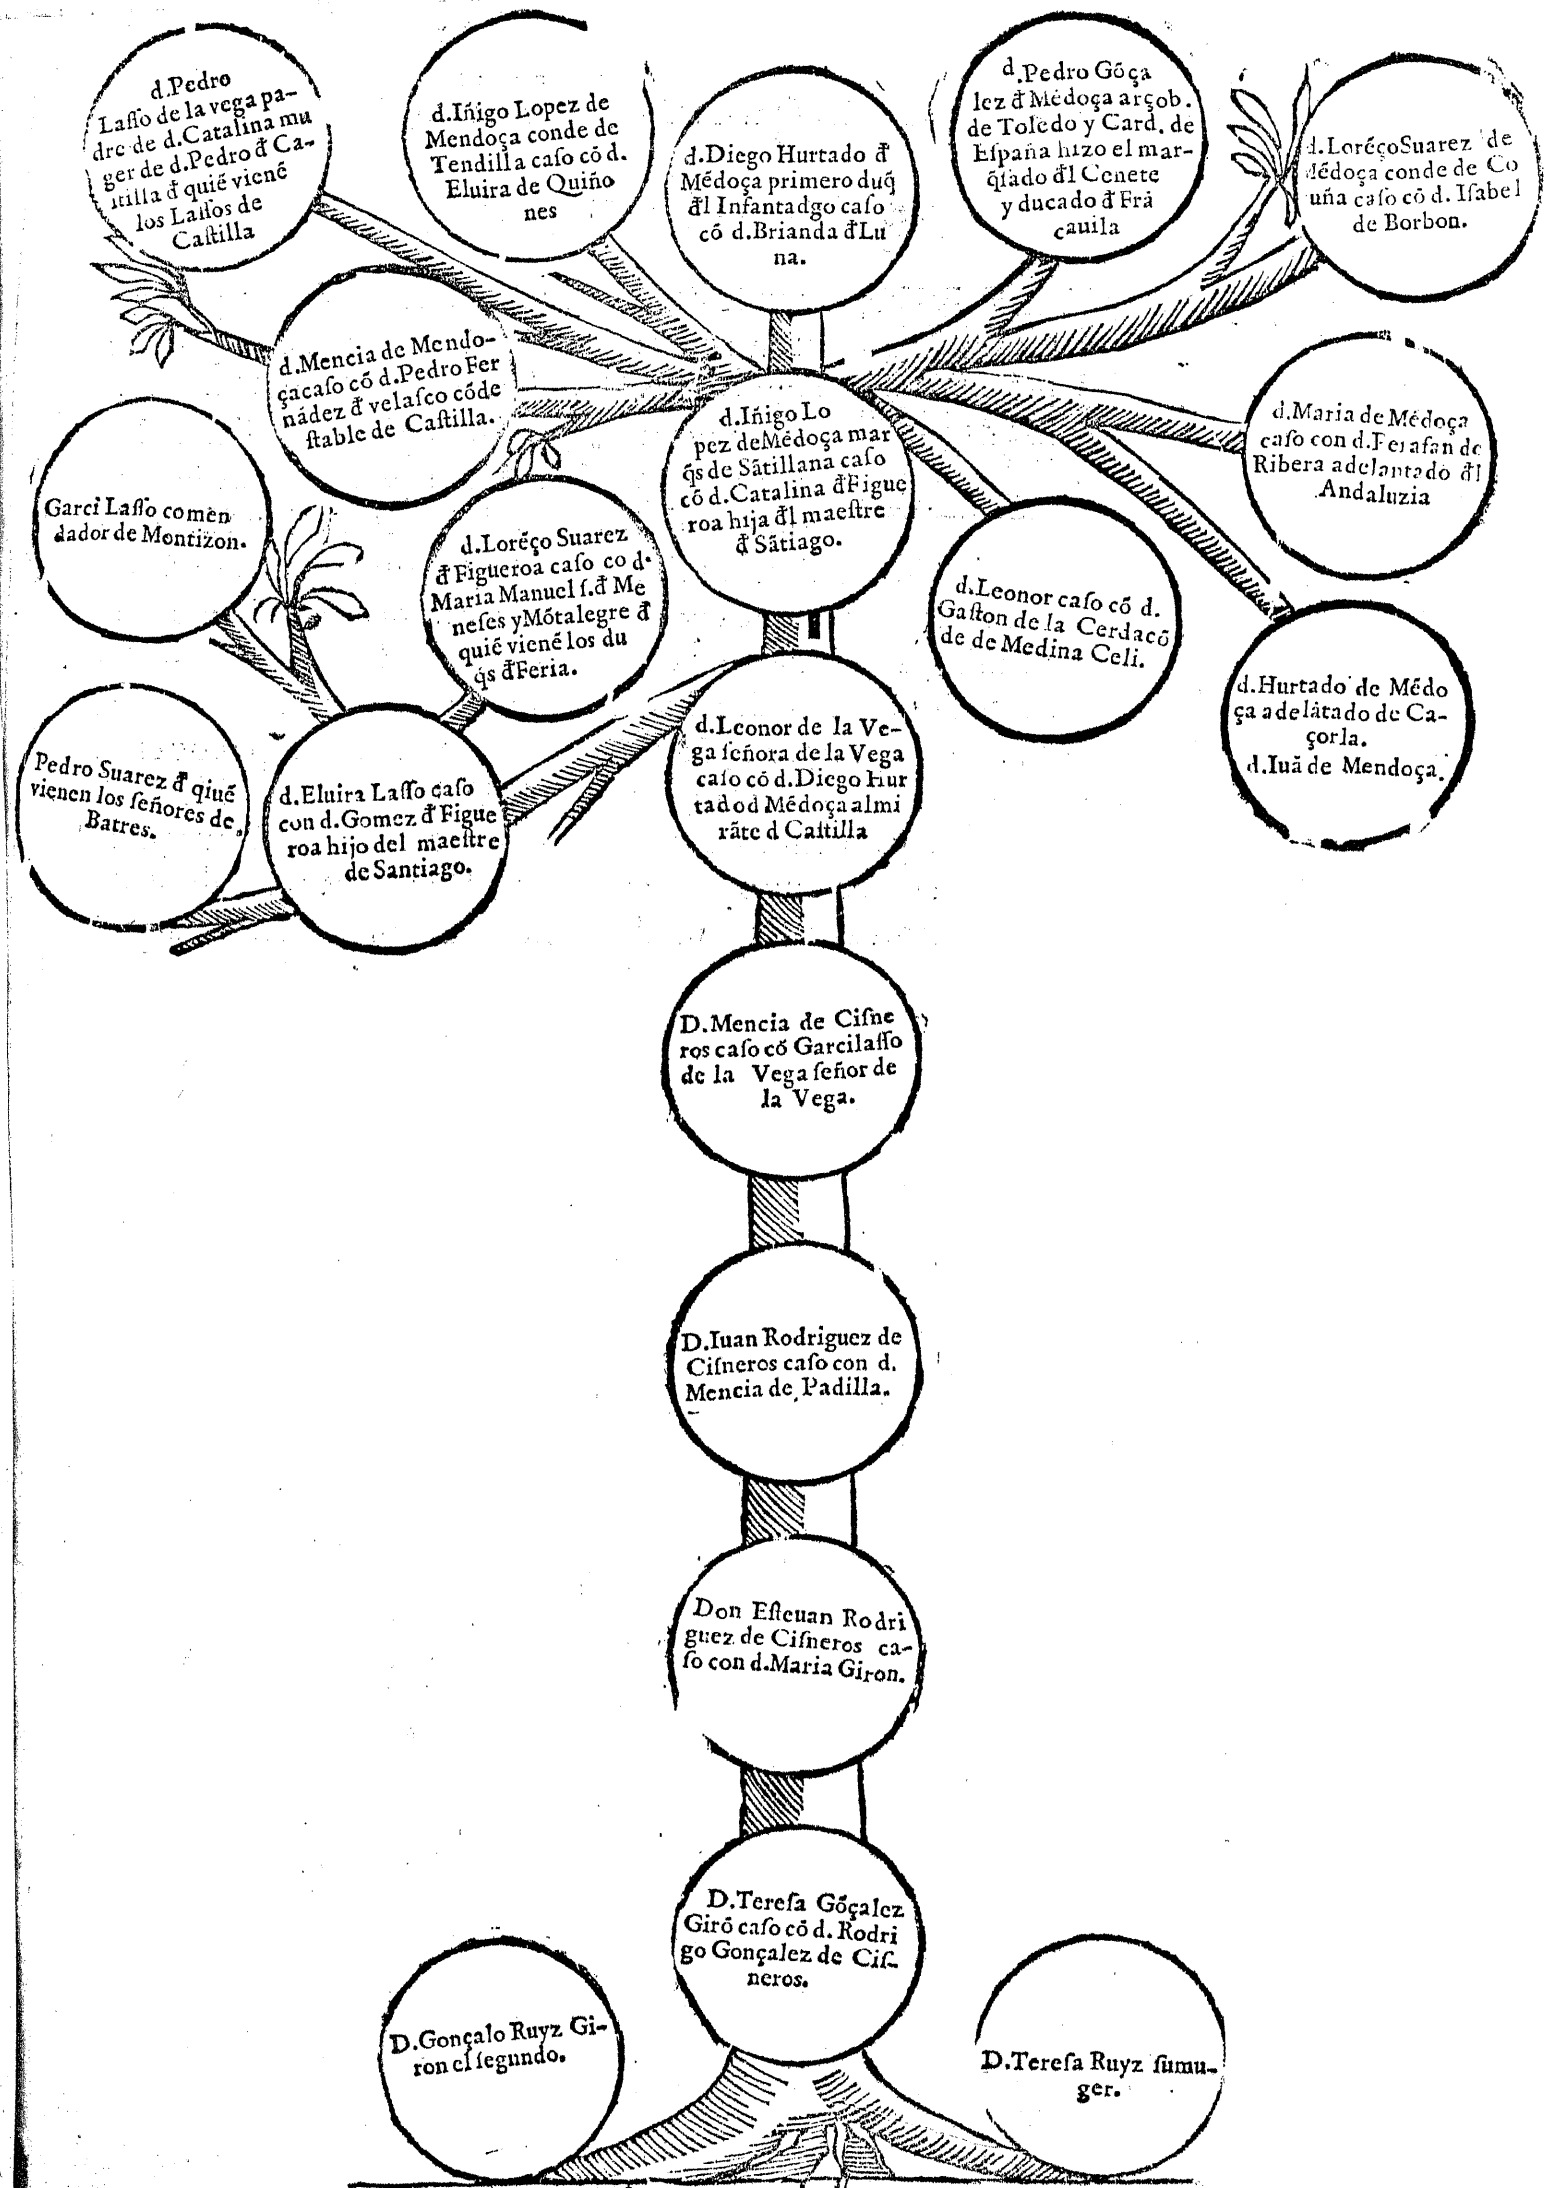 d.Pedro
Laſſo de la vega pa-
dre de d.Catalina mu
ger de d.Pedro đ Ca-
ſtilla đ quiẽ vienẽ
los Laſſos de
Caſtilla
d.Iñigo Lopez de
Mendoça conde de
Tendilla caſo cõ d.
Eluira de Quiño
nes
d.Diego Hurtado đ
Mẽdoça primero duq̃
đl Infantadgo caſo
cõ d.Brianda đLu
na.
d.Pedro Gõça
lez đ Mẽdoça arçob.
de Toledo y Card. de
Eſpaña hizo el mar-
q̃ſado đl Cenete
y ducado đ Frã
cauila
d.Lorẽço Suarez de
Mẽdoça conde de Co
uña caſo cõ d. Iſabel
de Borbon.
d.Mencia de Mendo-
ça caſo cõ d.Pedro Fer
nãdez đ velaſco cõde
ſtable de Caſtilla.
d.Iñigo Lo
pez de Mẽdoça mar
q̃s de Sãtillana caſo
cõ d.Catalina đFigue
roa hija đl maeſtre
đ Sãtiago.
d.Maria de Mẽdoça
caſo con d.Perafan de
Ribera adelantado đl
Andaluzia
Garci Laſſo comen
dador de Montizon.
d.Lorẽço Suarez
đ Figueroa caſo co d.
Maria Manuel ſ.đ Me
neſes y Mõtalegre đ
quiẽ vienẽ los du
q̃s đFeria.
d.Leonor caſo cõ d.
Gaſton de la Cerda cõ
de de Medina Celi.
d.Hurtado de Mẽdo
ça adelãtado de Ca-
çorla.
d.Iuã de Mendoça.
Pedro Suarez đ qiuẽ
vienen los ſeñores de
Batres.
d.Eluira Laſſo caſo
con d.Gomez đ Figue
roa hijo del maeſtre
de Santiago.
d.Leonor de la Ve-
ga ſeñora de la Vega
caſo cõ d.Diego Hur
tado d Mẽdoça almi
rãte d Caſtilla
D.Mencia de Ciſne
ros caſo cõ Garcilaſſo
de la Vega ſeñor de
la Vega.
D.Iuan Rodriguez de
Ciſneros caſo con d.
Mencia de Padilla.
Don Eſteuan Rodri
guez de Ciſneros ca-
ſo con d.Maria Giron.
D.Tereſa Gõçalez
Girõ caſo cõ d. Rodri
go Gonçalez de Ciſ-
neros.
D.Gonçalo Ruyz Gi-
ron el ſegundo.
D.Tereſa Ruyz ſu mu-
ger.